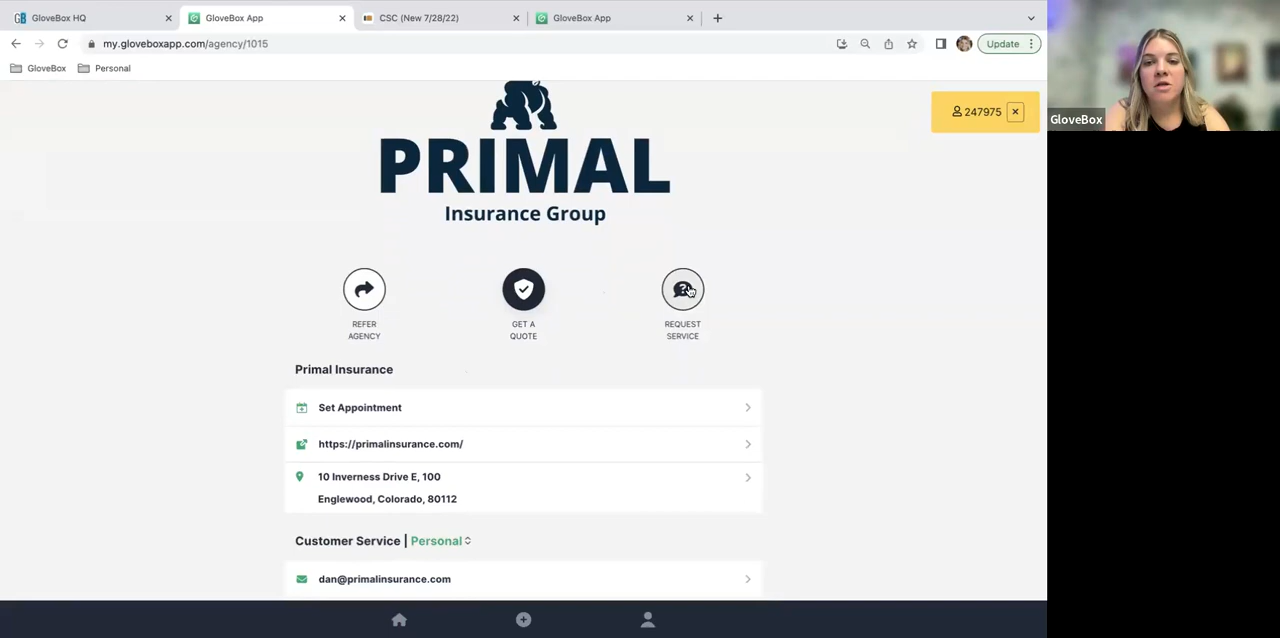 GloveBox HQ
GloveBox App
CSC (New 7/28/22)
GloveBox App
my.gloveboxapp.com/agency/1015
Update
GloveBox
Personal
247975
GloveBox
PRIMAL
Insurance Group
REFER
AGENCY
GET A
QUOTE
REQUEST
SERVICE
Primal Insurance
Set Appointment
https://primalinsurance.com/
10 Inverness Drive E, 100
Englewood, Colorado, 80112
Customer Service | Personal
dan@primalinsurance.com